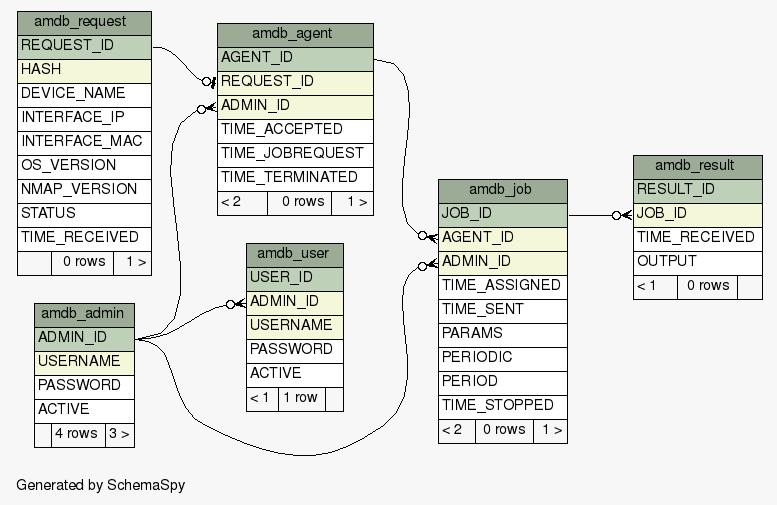 amdb_request
REQUEST_ID
HASH
DEVICE_NAME
INTERFACE_IP
INTERFACE_MAC
OS_VERSION
NMAP_VERSION
STATUS
TIME_RECEIVED
0 rows 1 >
amdb_agent
AGENT_ID
REQUEST_ID
ADMIN_ID
TIME_ACCEPTED
TIME_JOBREQUEST
TIME_TERMINATED
< 2 0 rows 1 >
amdb_admin
ADMIN_ID
USERNAME
PASSWORD
ACTIVE
4 rows 3 >
amdb_user
USER_ID
ADMIN_ID
USERNAME
PASSWORD
ACTIVE
< 1 1 row
amdb_job
JOB_ID
AGENT_ID
ADMIN_ID
TIME_ASSIGNED
TIME_SENT
PARAMS
PERIODIC
PERIOD
TIME_STOPPED
< 2 0 rows 1 >
amdb_result
RESULT_ID
JOB_ID
TIME_RECEIVED
OUTPUT
< 1 0 rows
Generated by SchemaSpy